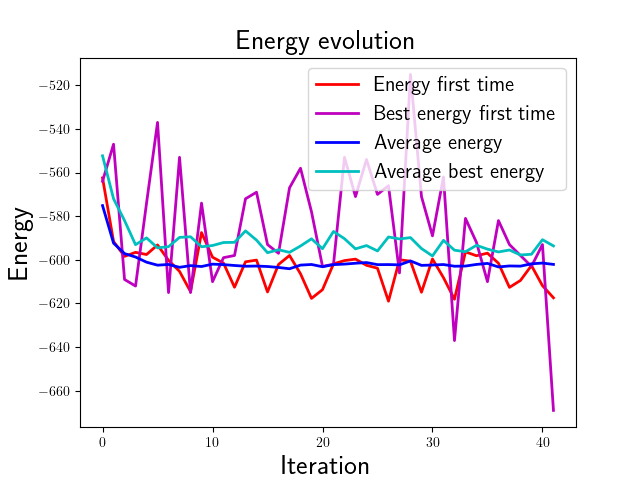 Energy evolution
Energy first time
Best energy first time
Average energy
Average best energy
Energy
−520
−540
−560
−580
−600
−620
−640
−660
0 10 20 30 40
Iteration